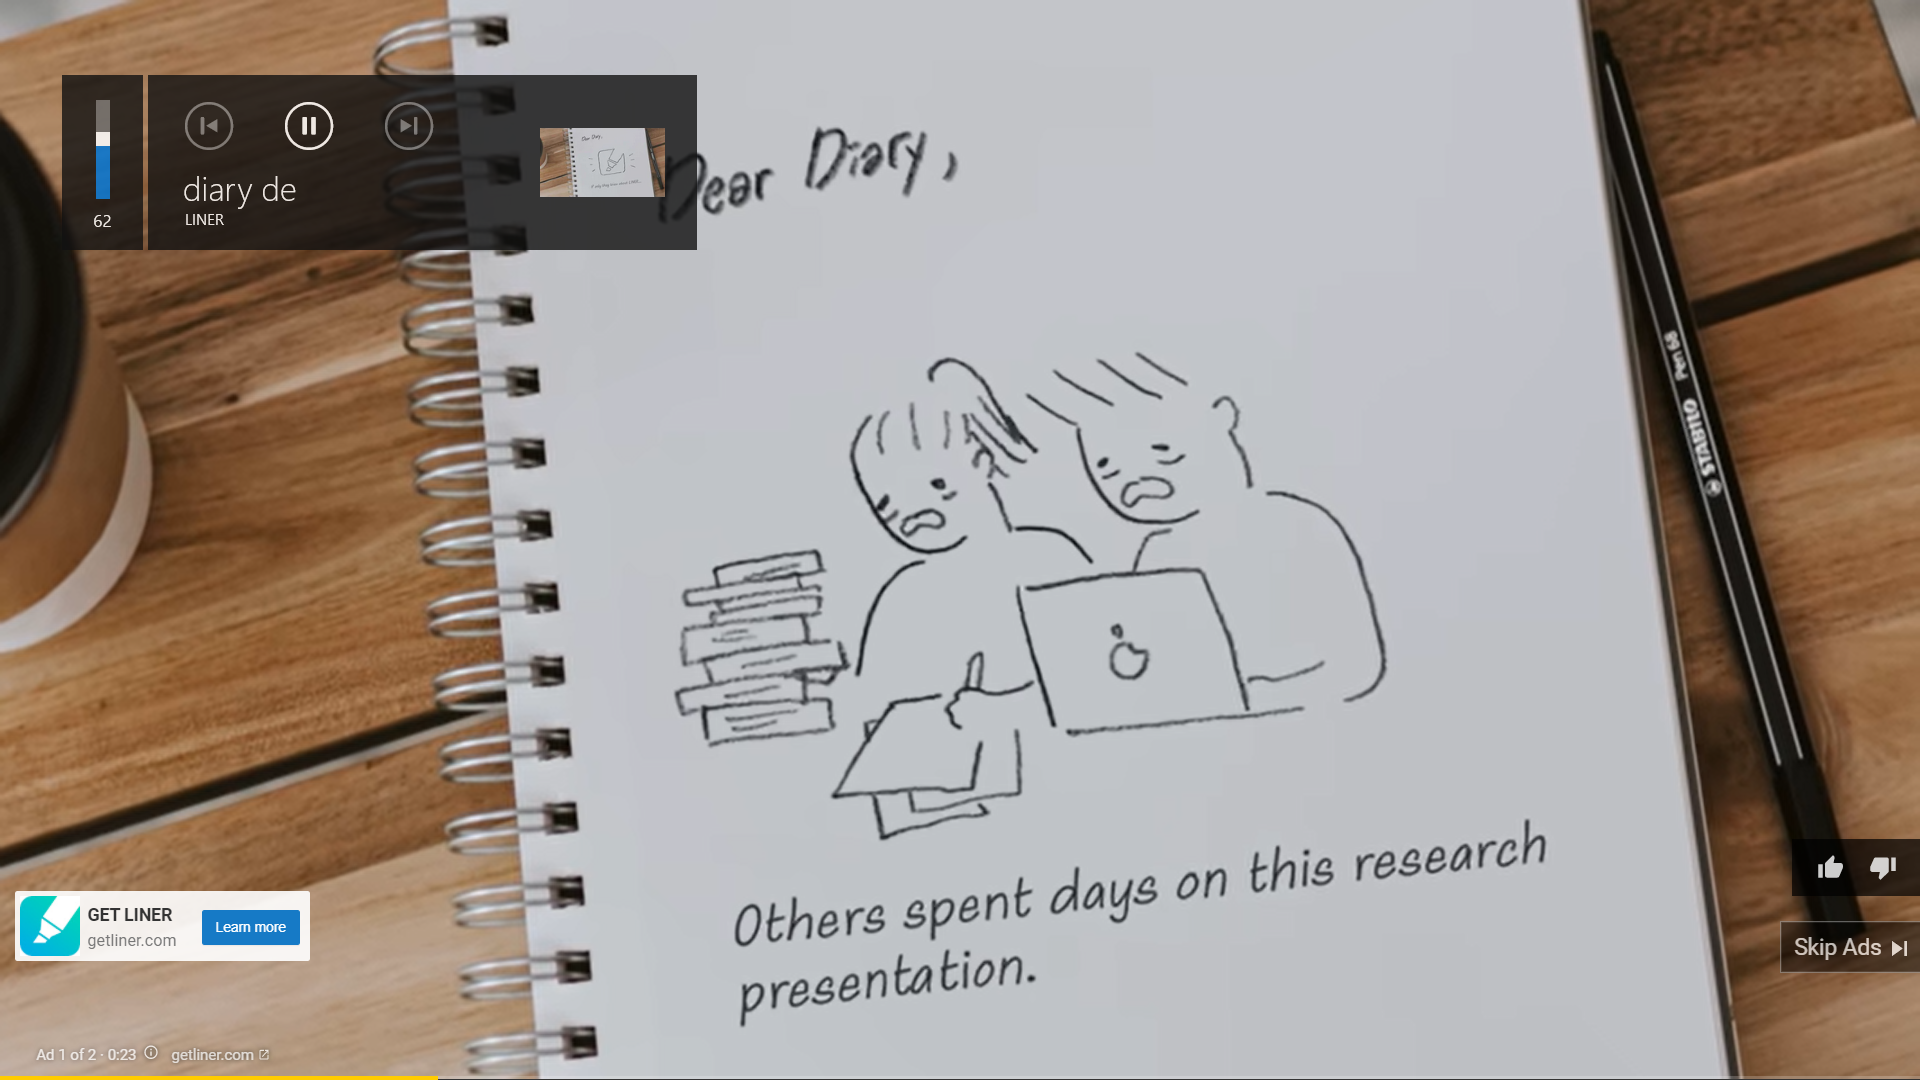 62
diary de
LINER
Dear Diary,
Pen 68 STABILO
Others spent days on this research
presentation.
GET LINER
getliner.com
Learn more
Skip Ads
Ad 1 of 2 · 0:23
getliner.com